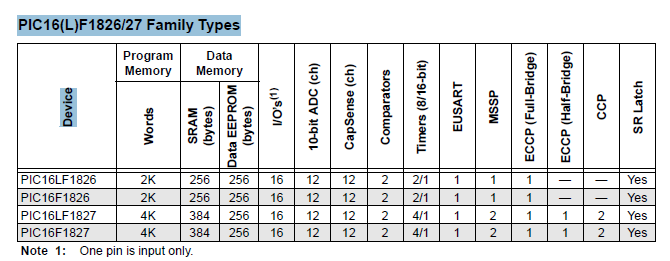 PIC16(L)F1826/27 Family Types
Device Program Memory Data Memory I/O's(1) 10-bit ADC (ch) CapSense (ch) Comparators Timers (8/16-bit) EUSART MSSP ECCP (Full-Bridge) ECCP (Half-Bridge) CCP SR Latch
Words SRAM (bytes) Data EEPROM (bytes)
PIC16LF1826 2K 256 256 16 12 12 2 2/1 1 1 1 — — Yes
PIC16F1826 2K 256 256 16 12 12 2 2/1 1 1 1 — — Yes
PIC16LF1827 4K 384 256 16 12 12 2 4/1 1 2 1 1 2 Yes
PIC16F1827 4K 384 256 16 12 12 2 4/1 1 2 1 1 2 Yes
Note 1: One pin is input only.